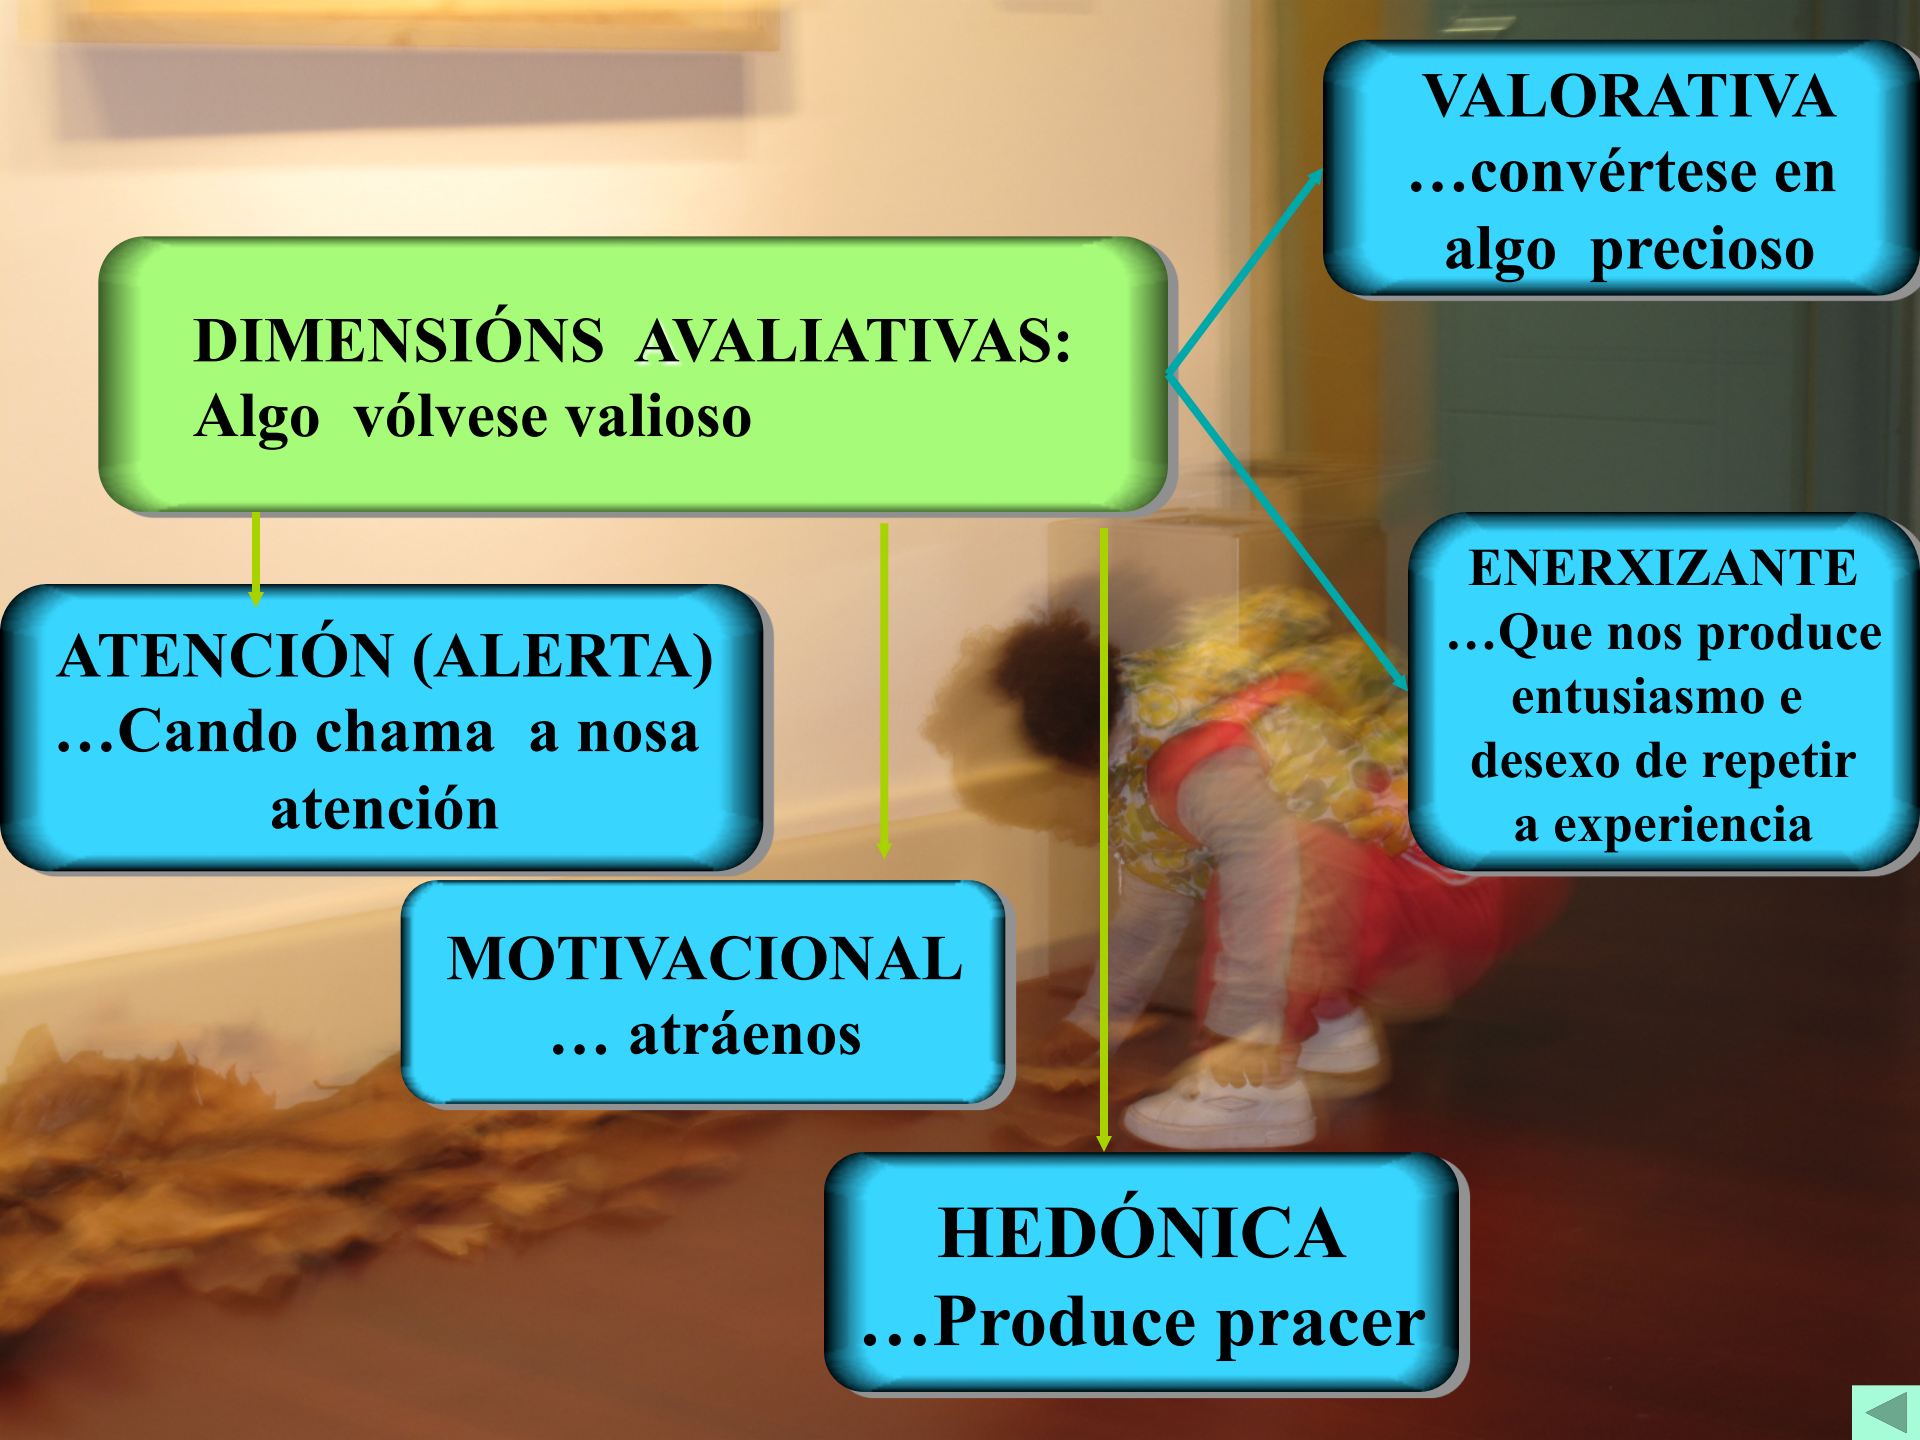 VALORATIVA
…convértese en
algo precioso
DIMENSIÓNS AVALIATIVAS:
Algo vólvese valioso
ENERXIZANTE
…Que nos produce
entusiasmo e
desexo de repetir
a experiencia
ATENCIÓN (ALERTA)
…Cando chama a nosa
atención
MOTIVACIONAL
… atráenos
HEDÓNICA
…Produce pracer